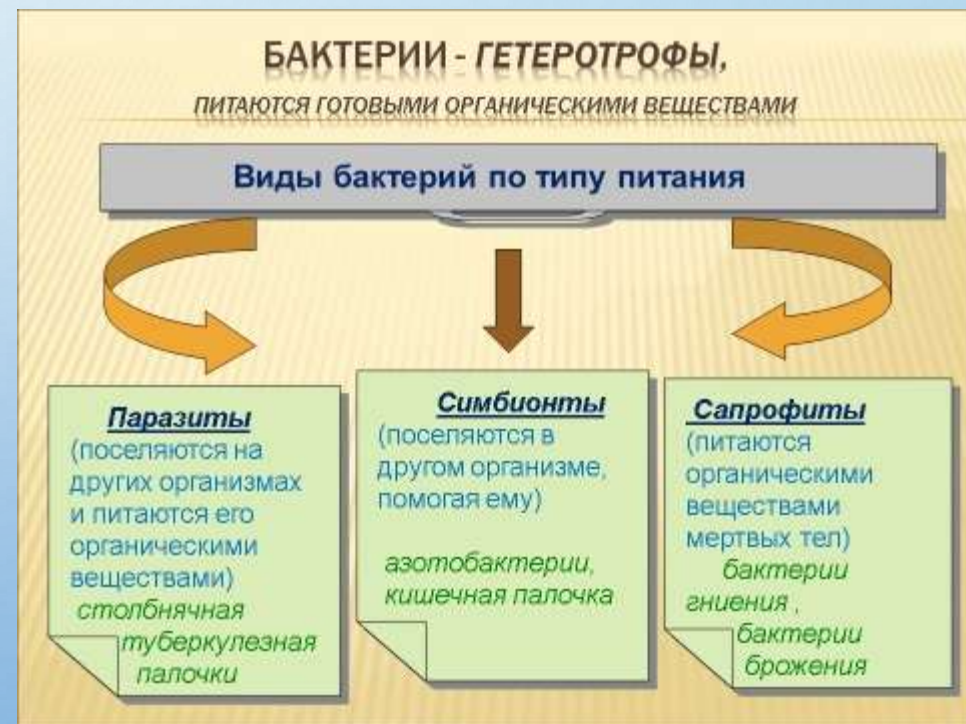 БАКТЕРИИ - ГЕТЕРОТРОФЫ,
ПИТАЮТСЯ ГОТОВЫМИ ОРГАНИЧЕСКИМИ ВЕЩЕСТВАМИ
Виды бактерий по типу питания
Паразиты
(поселяются на
других организмах
и питаются его
органическими
веществами)
столбнячная
туберкулезная
палочки
Симбионты
(поселяются в
другом организме,
помогая ему)
азотобактерии,
кишечная палочка
Сапрофиты
(питаются
органическими
веществами
мертвых тел)
бактерии
гниения ,
бактерии
брожения